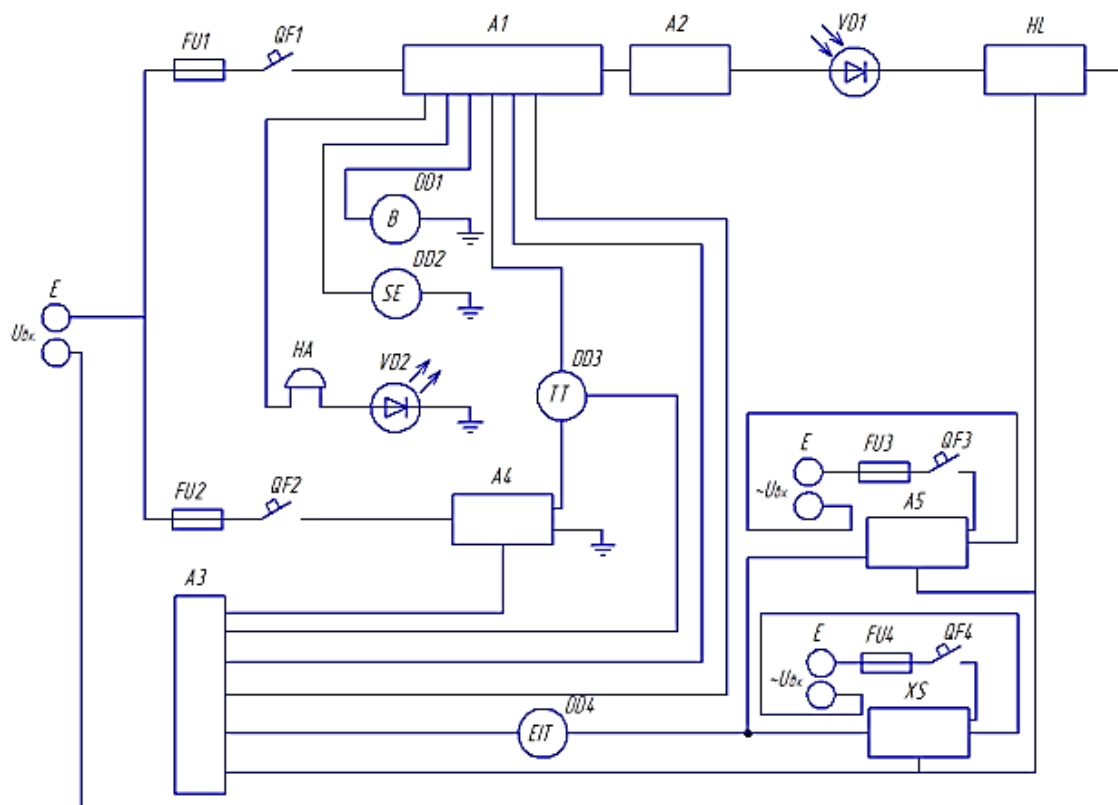 FU1
QF1
A1
A2
VD1
HL
DD1
B
DD2
SE
E
Uвх.
HA
VD2
DD3
TT
FU2
QF2
A4
E
FU3
QF3
~Uвх
A5
A3
E
FU4
QF4
~Uвх
XS
DD4
EIT